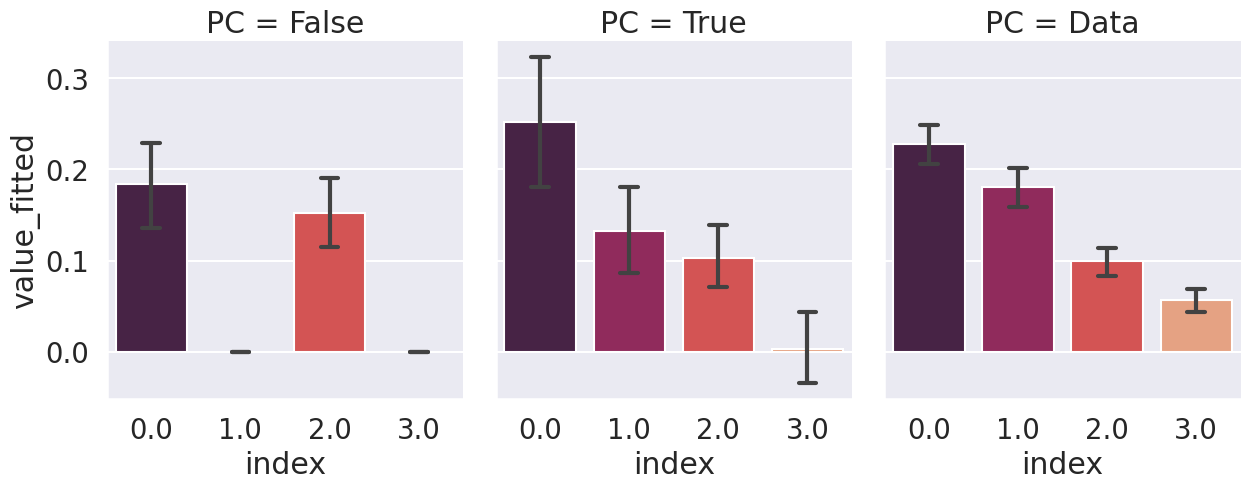 PC = False
PC = True
PC = Data
value_fitted
0.3
0.2
0.1
0.0
0.0 1.0 2.0 3.0
0.0 1.0 2.0 3.0
0.0 1.0 2.0 3.0
index
index
index